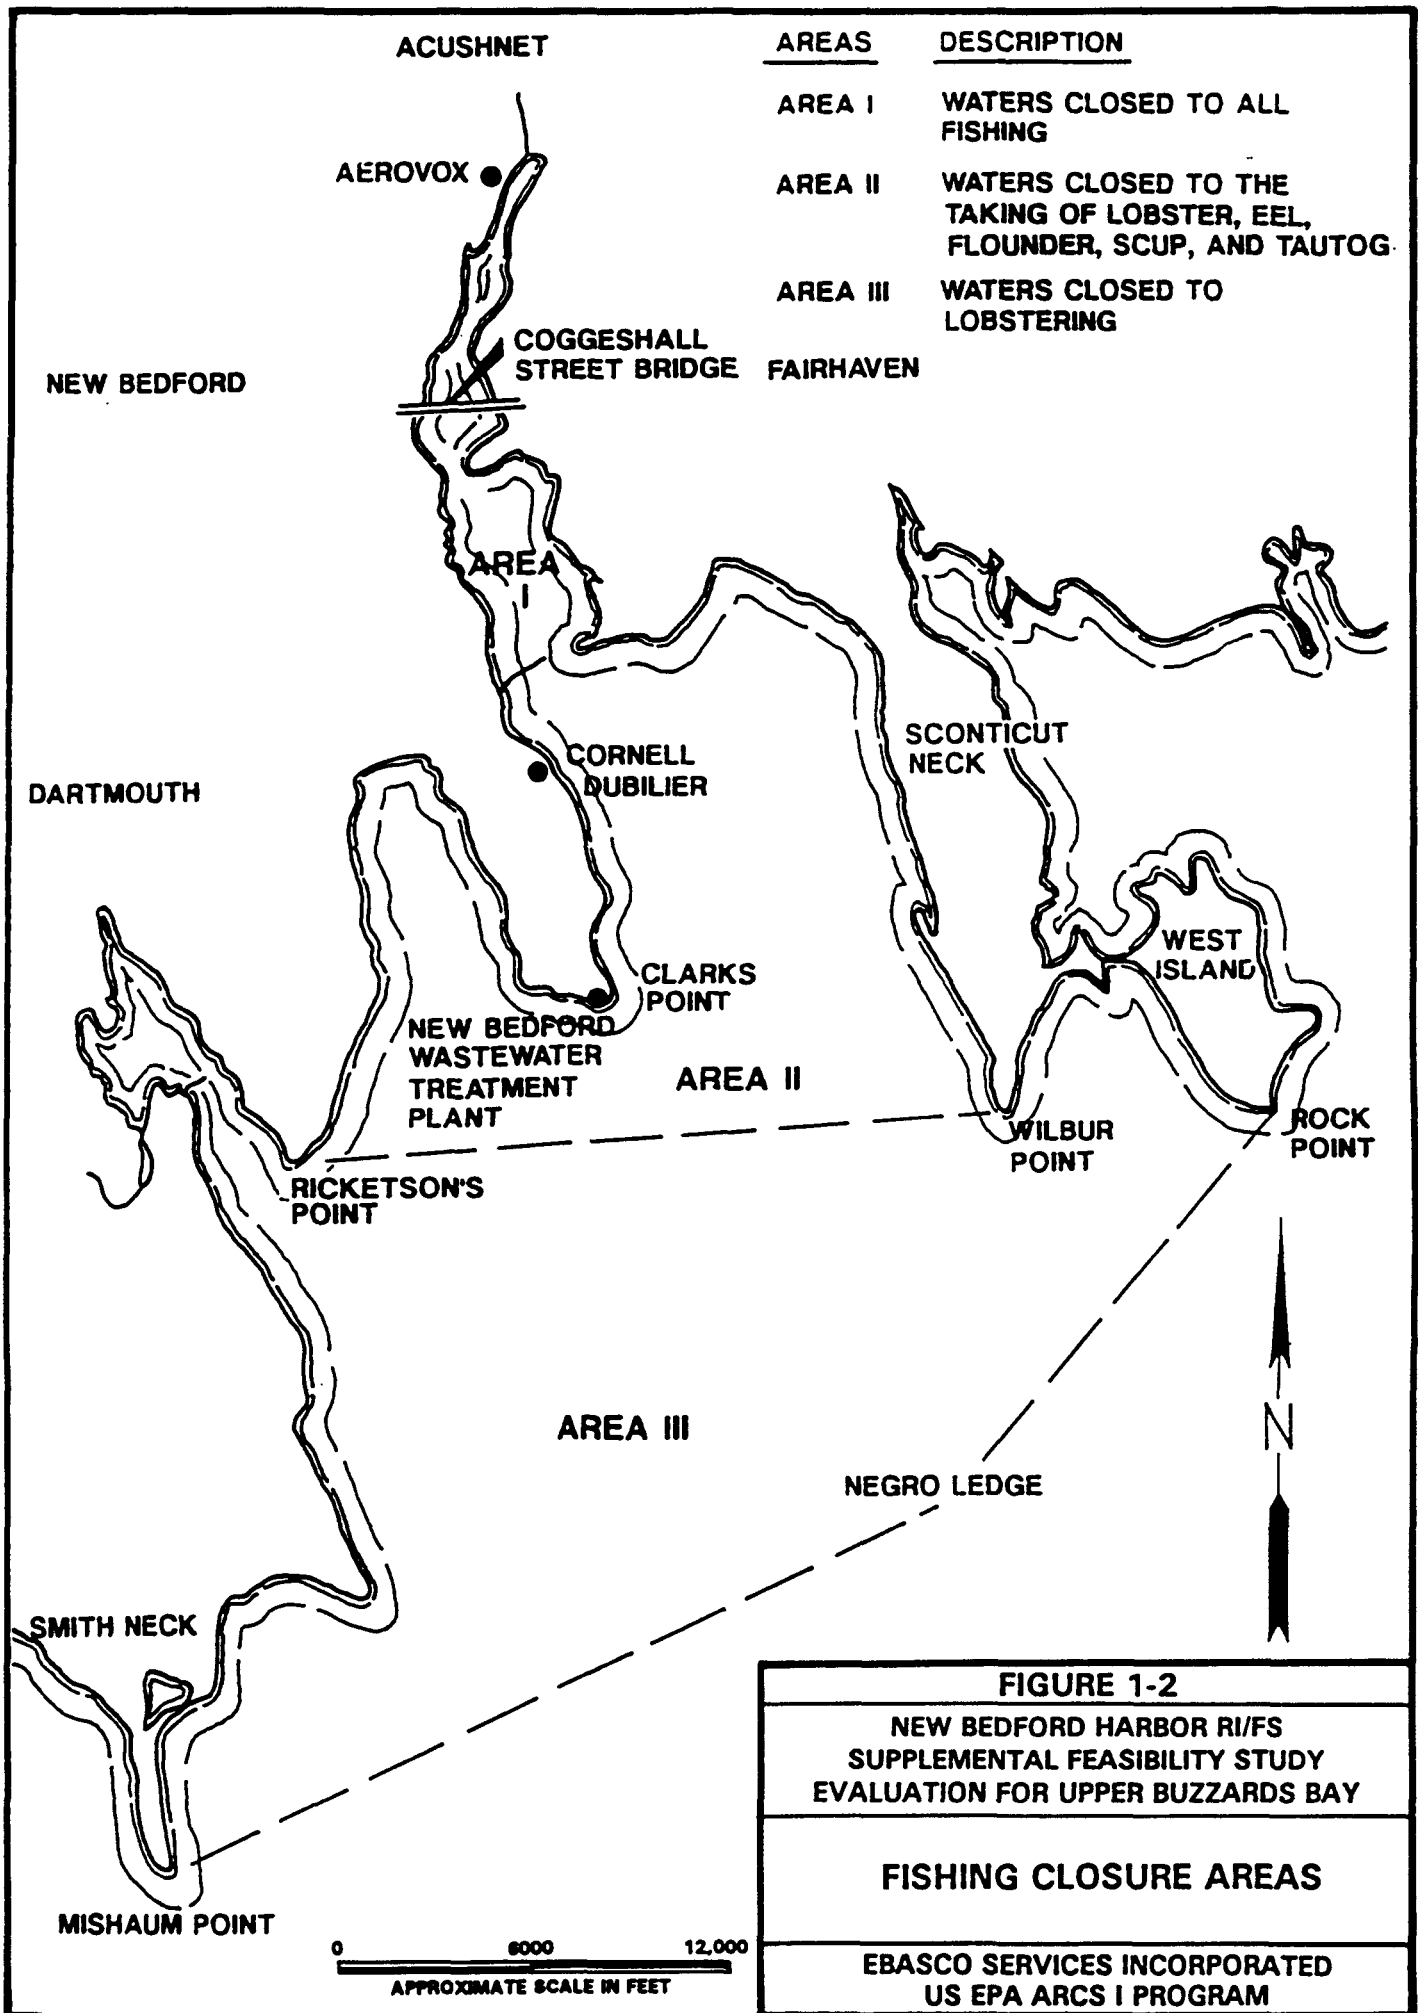 ACUSHNET
AREAS DESCRIPTION
AREA I WATERS CLOSED TO ALL
FISHING
AEROVOX
AREA II WATERS CLOSED TO THE
TAKING OF LOBSTER, EEL,
FLOUNDER, SCUP, AND TAUTOG
AREA III WATERS CLOSED TO
LOBSTERING
COGGESHALL
STREET BRIDGE
FAIRHAVEN
NEW BEDFORD
AREA
I
SCONTICUT
NECK
CORNELL
DUBILIER
DARTMOUTH
WEST
ISLAND
CLARKS
POINT
NEW BEDFORD
WASTEWATER
TREATMENT
PLANT
AREA II
WILBUR
POINT
ROCK
POINT
RICKETSON'S
POINT
AREA III
N
NEGRO LEDGE
SMITH NECK
MISHAUM POINT
0 6000 12,000
APPROXIMATE SCALE IN FEET
FIGURE 1-2
NEW BEDFORD HARBOR RI/FS
SUPPLEMENTAL FEASIBILITY STUDY
EVALUATION FOR UPPER BUZZARDS BAY
FISHING CLOSURE AREAS
EBASCO SERVICES INCORPORATED
US EPA ARCS I PROGRAM